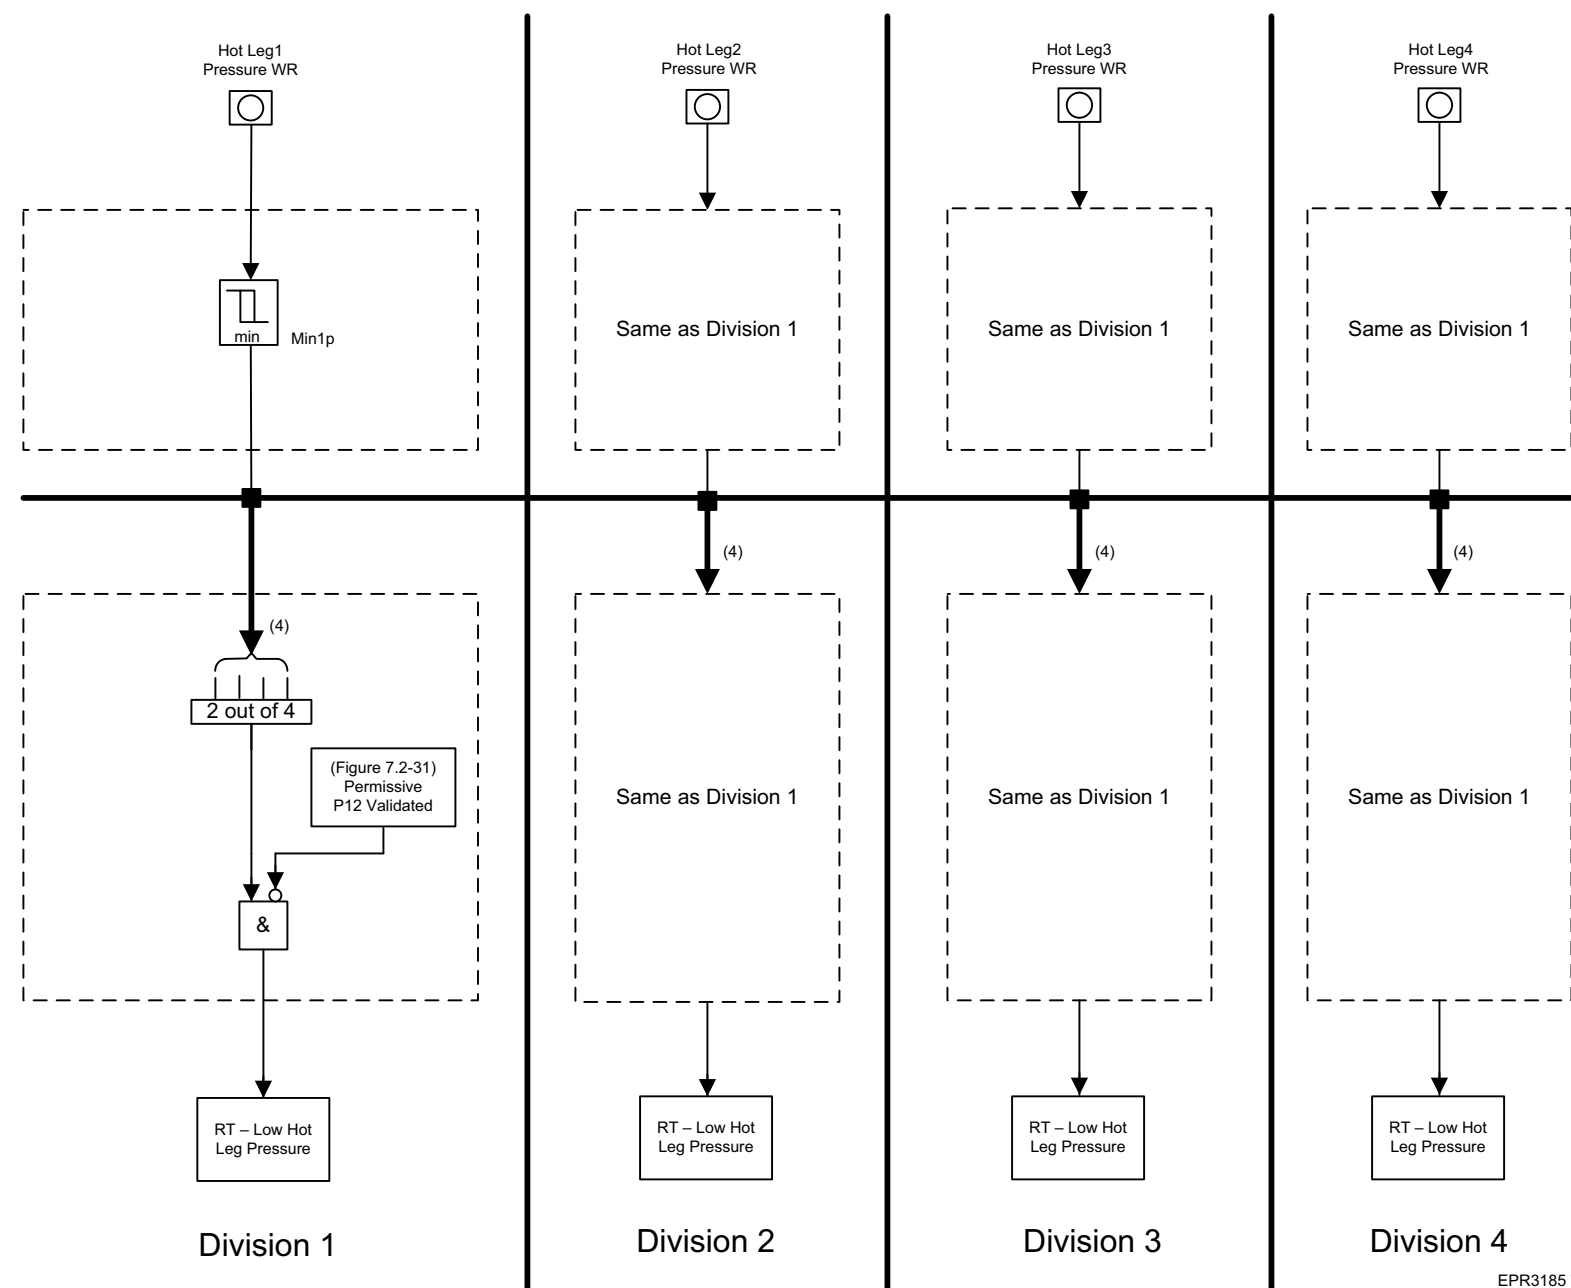 Hot Leg1
Pressure WR
Hot Leg2
Pressure WR
Hot Leg3
Pressure WR
Hot Leg4
Pressure WR
min
Min1p
Same as Division 1
Same as Division 1
Same as Division 1
(4)
(4)
(4)
(4)
2 out of 4
(Figure 7.2-31)
Permissive
P12 Validated
&
Same as Division 1
Same as Division 1
Same as Division 1
RT – Low Hot
Leg Pressure
RT – Low Hot
Leg Pressure
RT – Low Hot
Leg Pressure
RT – Low Hot
Leg Pressure
Division 1
Division 2
Division 3
Division 4
EPR3185